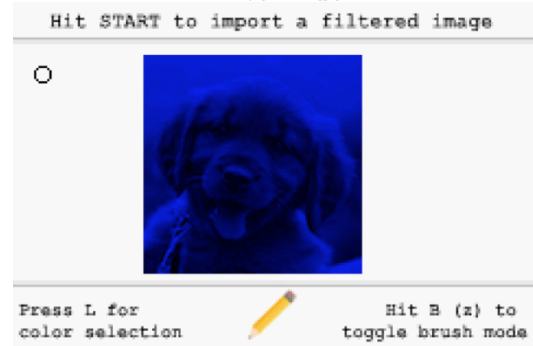 Hit START to import a filtered image
Press L for
color selection
Hit B (z) to
toggle brush mode